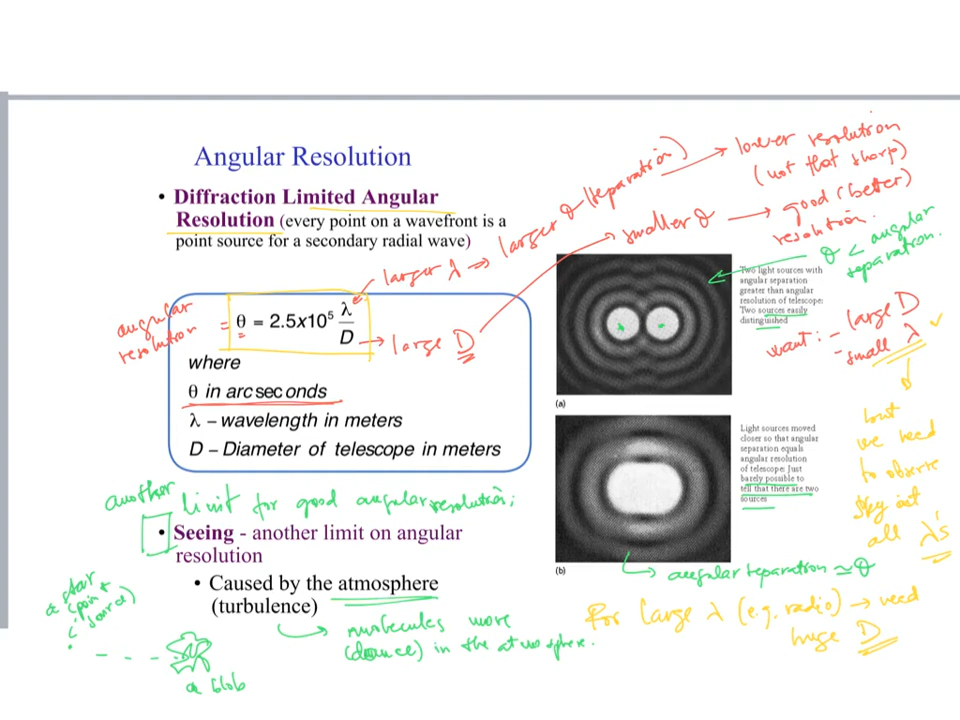 Angular Resolution
• Diffraction Limited Angular
Resolution (every point on a wavefront is a
point source for a secondary radial wave)
larger λ → larger θ (separation) → lower resolution
(not that sharp)
smaller θ → good (better)
resolution.
θ < angular
separation.
angular
resolution
= θ = 2.5x10⁵ λ/D
→ large D
where
θ in arcseconds
λ – wavelength in meters
D – Diameter of telescope in meters
Two light sources with
angular separation
greater than angular
resolution of telescope:
Two sources easily
distinguished
want: - large D
- small λ
(a)
but
we need
to observe
sky at
all λ's
Light sources moved
closer so that angular
separation equals
angular resolution
of telescope: Just
barely possible to
tell that there are two
sources
(b)
→ angular separation ≃ θ
another limit for good angular resolution;
• Seeing - another limit on angular
resolution
• Caused by the atmosphere
(turbulence)
→ molecules move
(dance) in the atmosphere.
a star
(point
source)
a blob
For large λ (e.g. radio) → need
huge D